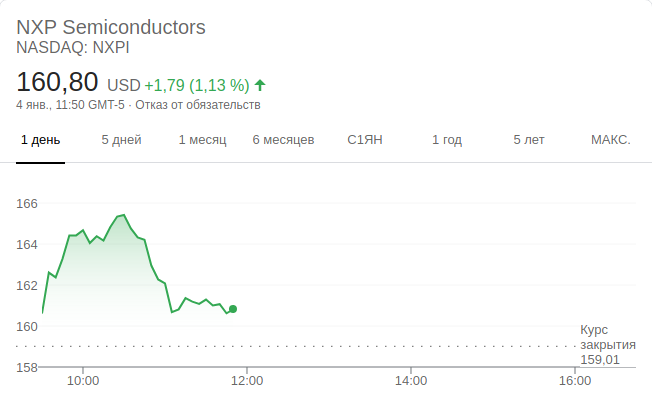 NXP Semiconductors
NASDAQ: NXPI
160,80 USD +1,79 (1,13 %)
4 янв., 11:50 GMT-5 · Отказ от обязательств
1 день 5 дней 1 месяц 6 месяцев С1ЯН 1 год 5 лет МАКС.
166
164
162
160
Курс
закрытия
159,01
158
10:00 12:00 14:00 16:00